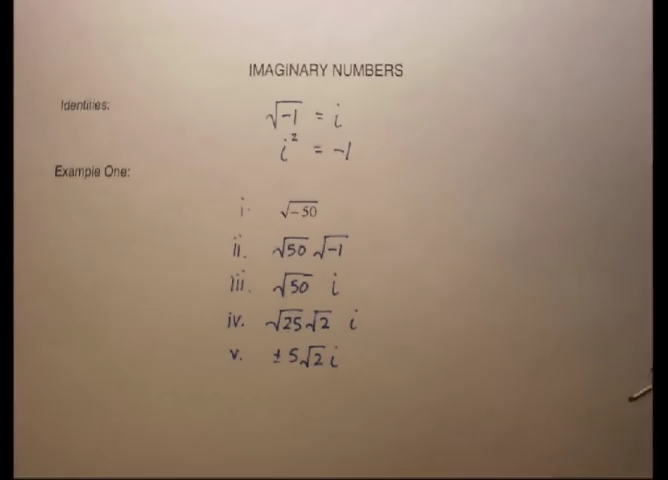 IMAGINARY NUMBERS
Identities:
√-1 = i
i² = -1
Example One:
i. √-50
ii. √50 √-1
iii. √50 i
iv. √25 √2 i
v. ± 5√2 i